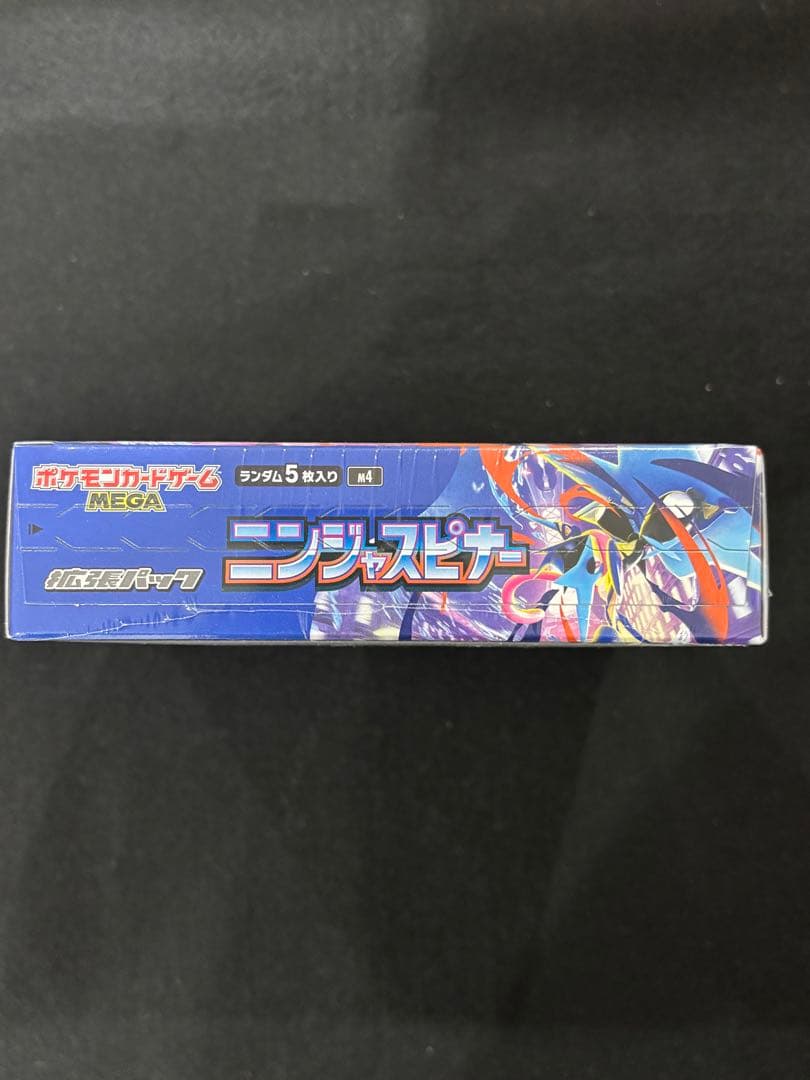 ポケモンカードゲーム
MEGA
ランダム5枚入り M4
ニンジャスピナー
拡張パック